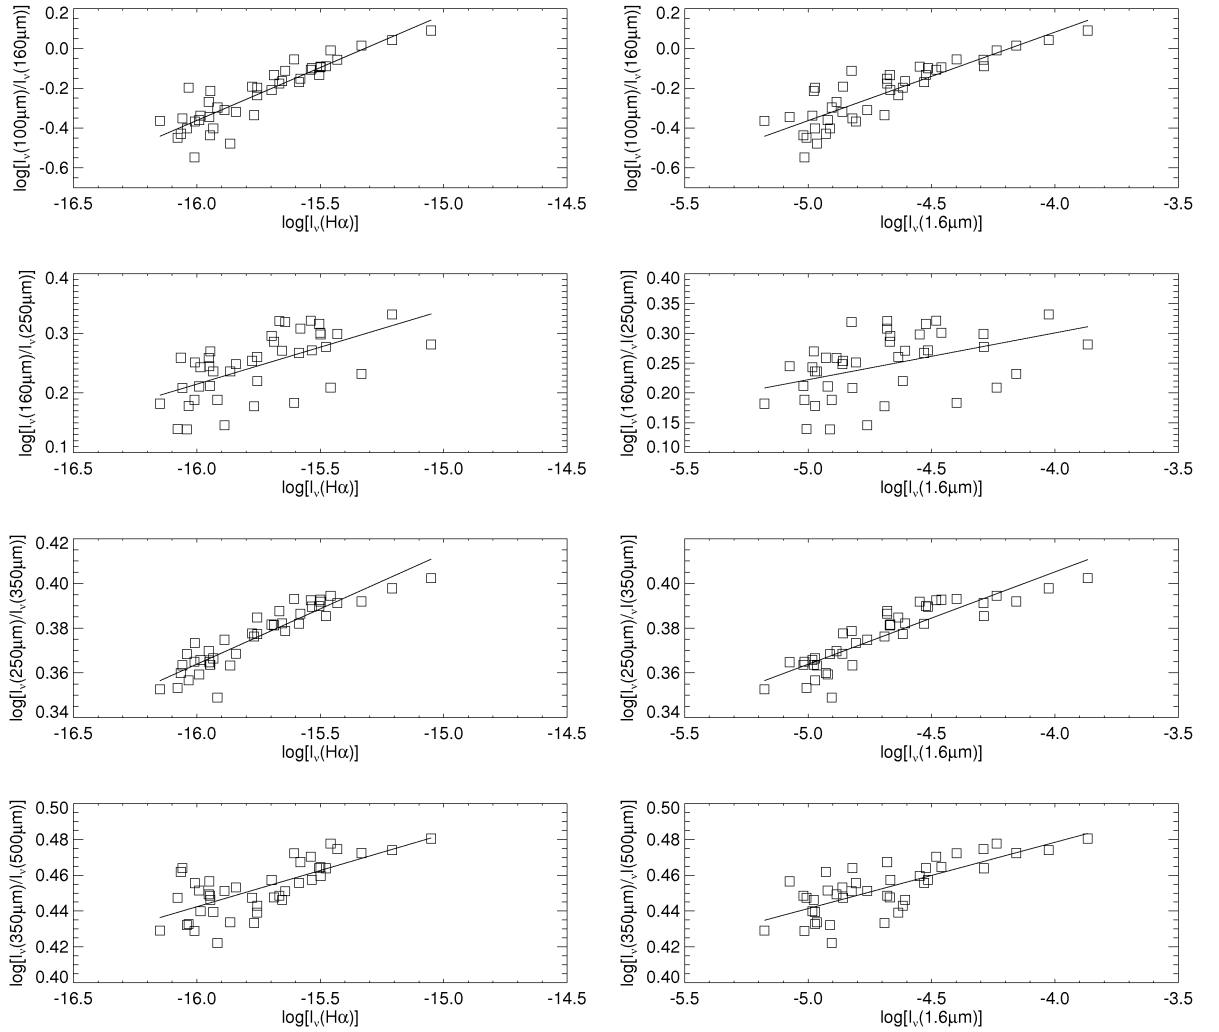 log[Iν(100μm)/Iν(160μm)]
0.2
0.0
-0.2
-0.4
-0.6
-16.5 -16.0 -15.5 -15.0 -14.5
log[Iν(Hα)]
log[Iν(100μm)/Iν(160μm)]
0.2
0.0
-0.2
-0.4
-0.6
-5.5 -5.0 -4.5 -4.0 -3.5
log[Iν(1.6μm)]
log[Iν(160μm)/Iν(250μm)]
0.4
0.3
0.2
0.1
-16.5 -16.0 -15.5 -15.0 -14.5
log[Iν(Hα)]
log[Iν(160μm)/νI(250μm)]
0.40
0.35
0.30
0.25
0.20
0.15
0.10
-5.5 -5.0 -4.5 -4.0 -3.5
log[Iν(1.6μm)]
log[Iν(250μm)/Iν(350μm)]
0.42
0.40
0.38
0.36
0.34
-16.5 -16.0 -15.5 -15.0 -14.5
log[Iν(Hα)]
log[Iν(250μm)/νI(350μm)]
0.40
0.38
0.36
0.34
-5.5 -5.0 -4.5 -4.0 -3.5
log[Iν(1.6μm)]
log[Iν(350μm)/Iν(500μm)]
0.50
0.48
0.46
0.44
0.42
0.40
-16.5 -16.0 -15.5 -15.0 -14.5
log[Iν(Hα)]
log[Iν(350μm)/νI(500μm)]
0.50
0.48
0.46
0.44
0.42
0.40
-5.5 -5.0 -4.5 -4.0 -3.5
log[Iν(1.6μm)]